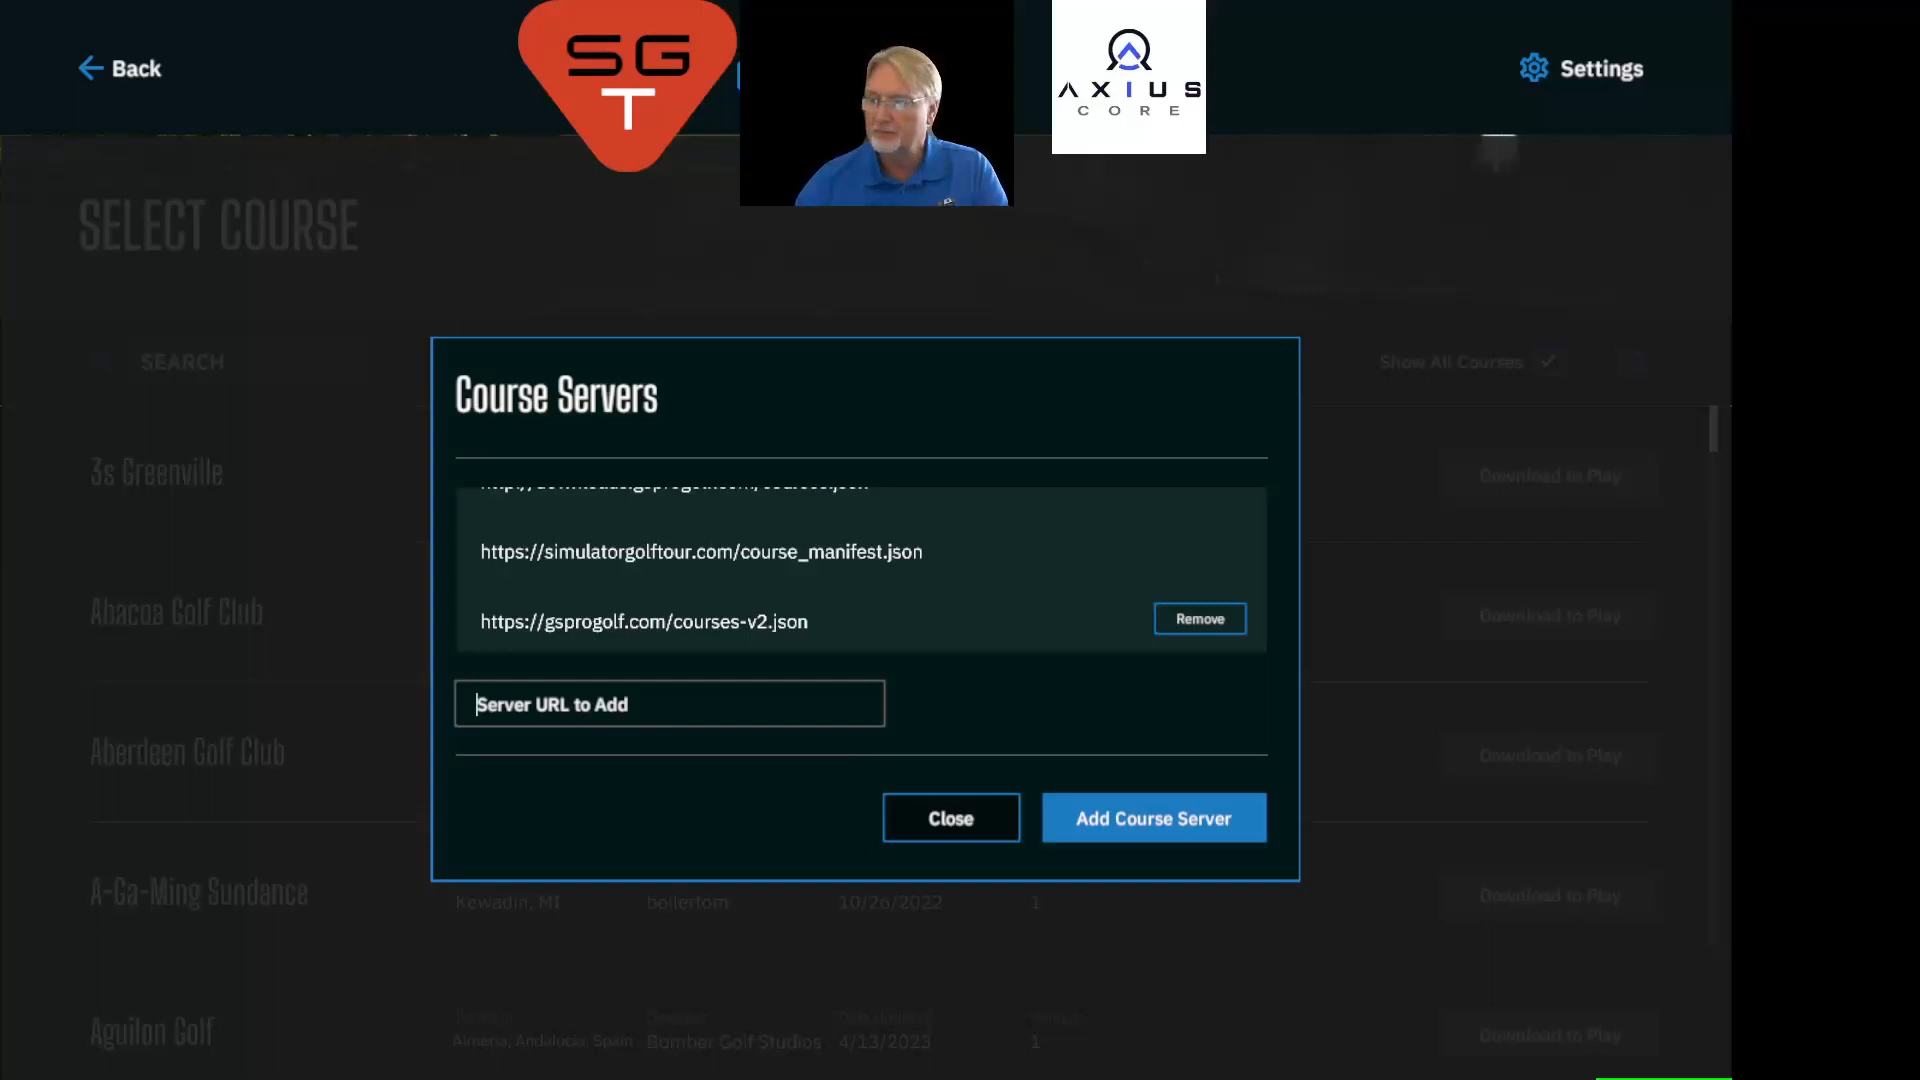 Back
SG
T
AXIUS
CORE
Settings
SELECT COURSE
SEARCH
Show All Courses
Course Servers
https://simulatorgolftour.com/course_manifest.json
https://gsprogolf.com/courses-v2.json
Remove
Server URL to Add
Close
Add Course Server
3s Greenville
Download to Play
Abacoa Golf Club
Download to Play
Aberdeen Golf Club
Download to Play
A-Ga-Ming Sundance
Kewadin, MI
boilertom
10/26/2022
1
Download to Play
Aguilon Golf
Almeria, Andalucia, Spain
Bomber Golf Studios
4/13/2023
1
Download to Play